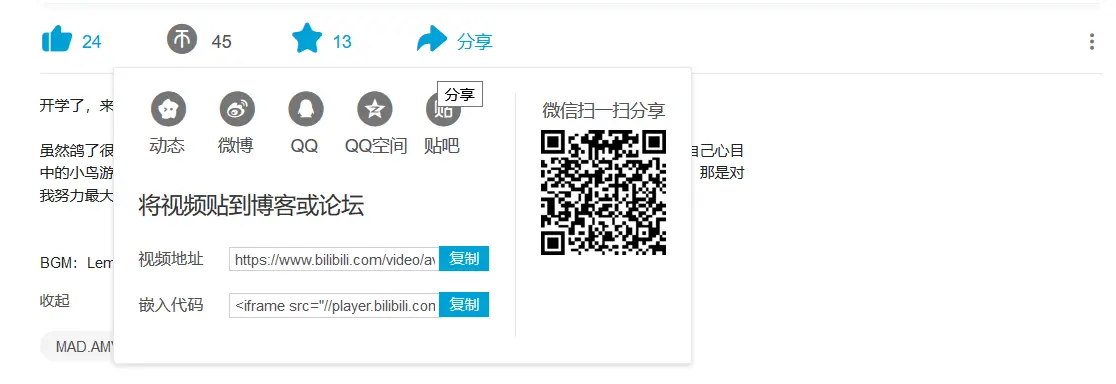 24 45 13 分享
开学了，来
分享
动态 微博 QQ QQ空间 贴吧
微信扫一扫分享
虽然鸽了很
自己心目
中的小鸟游
那是对
我努力最大
将视频贴到博客或论坛
BGM：Lem
视频地址 https://www.bilibili.com/video/av 复制
收起
嵌入代码 <iframe src="//player.bilibili.com 复制
MAD.AMV